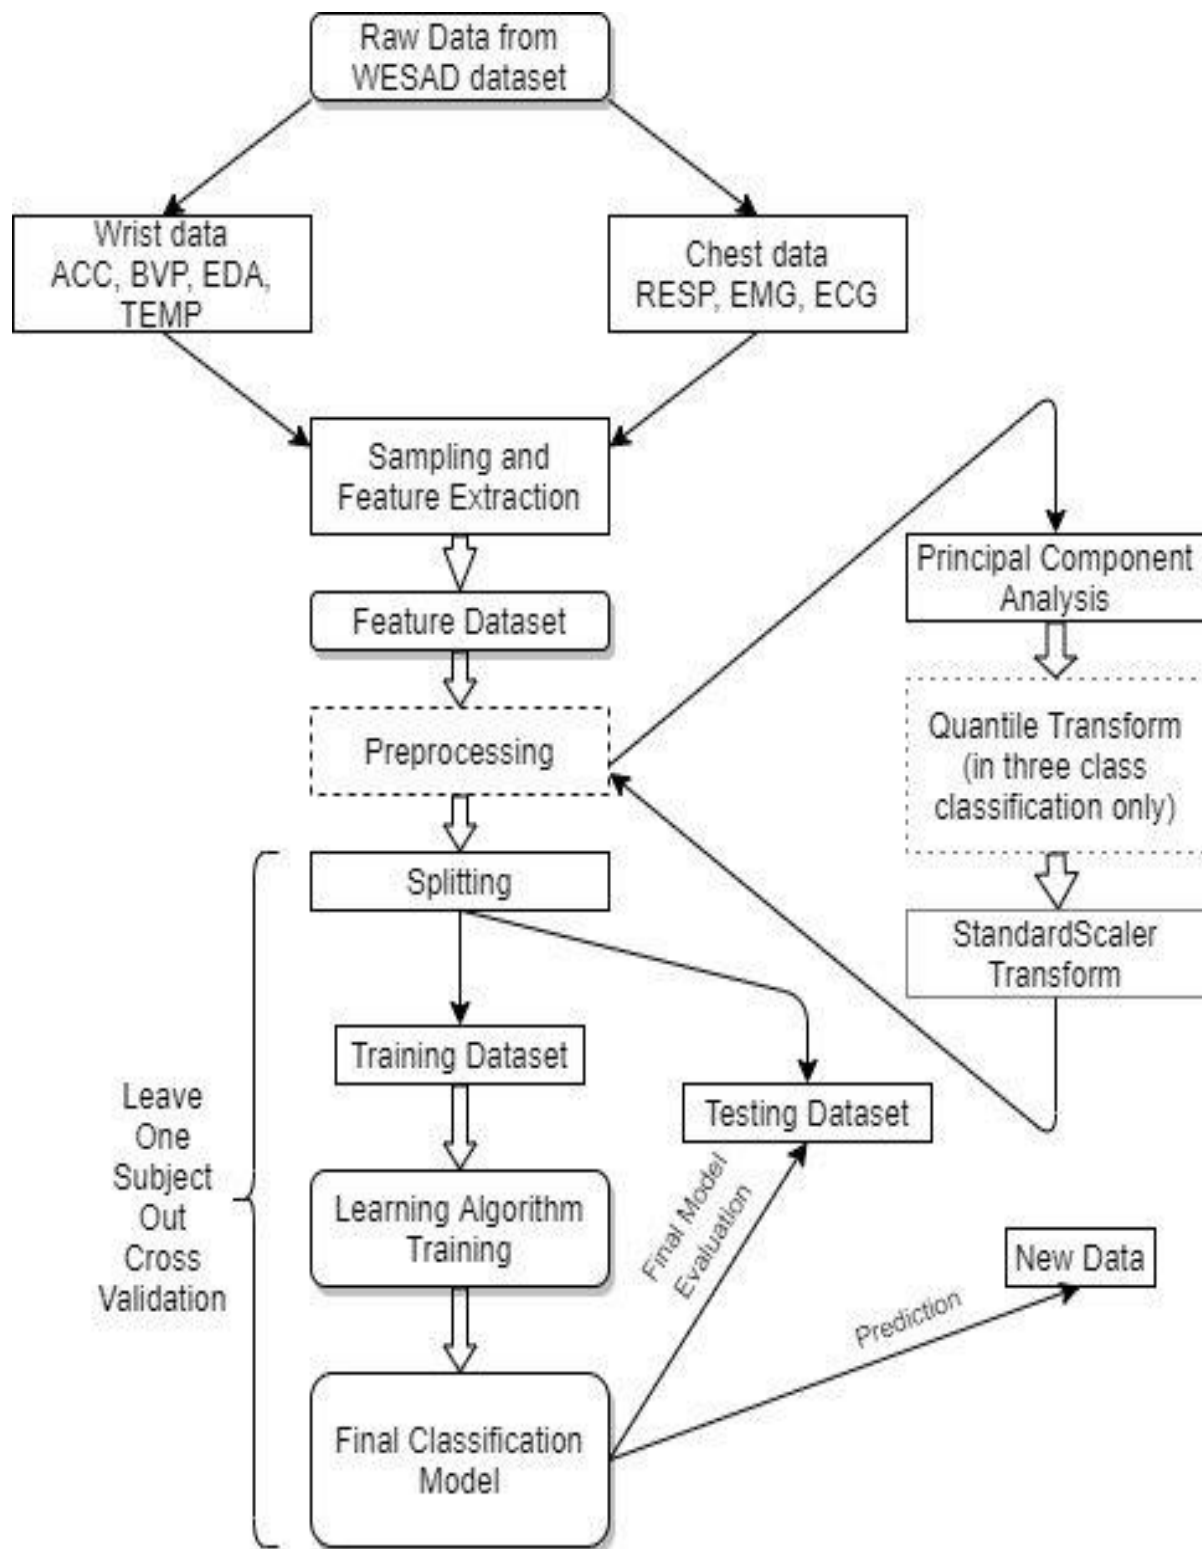 Raw Data from
WESAD dataset
Wrist data
ACC, BVP, EDA,
TEMP
Chest data
RESP, EMG, ECG
Sampling and
Feature Extraction
Feature Dataset
Preprocessing
Principal Component
Analysis
Quantile Transform
(in three class
classification only)
StandardScaler
Transform
Splitting
Training Dataset
Testing Dataset
Learning Algorithm
Training
Final Classification
Model
Leave
One
Subject
Out
Cross
Validation
Final Model
Evaluation
Prediction
New Data